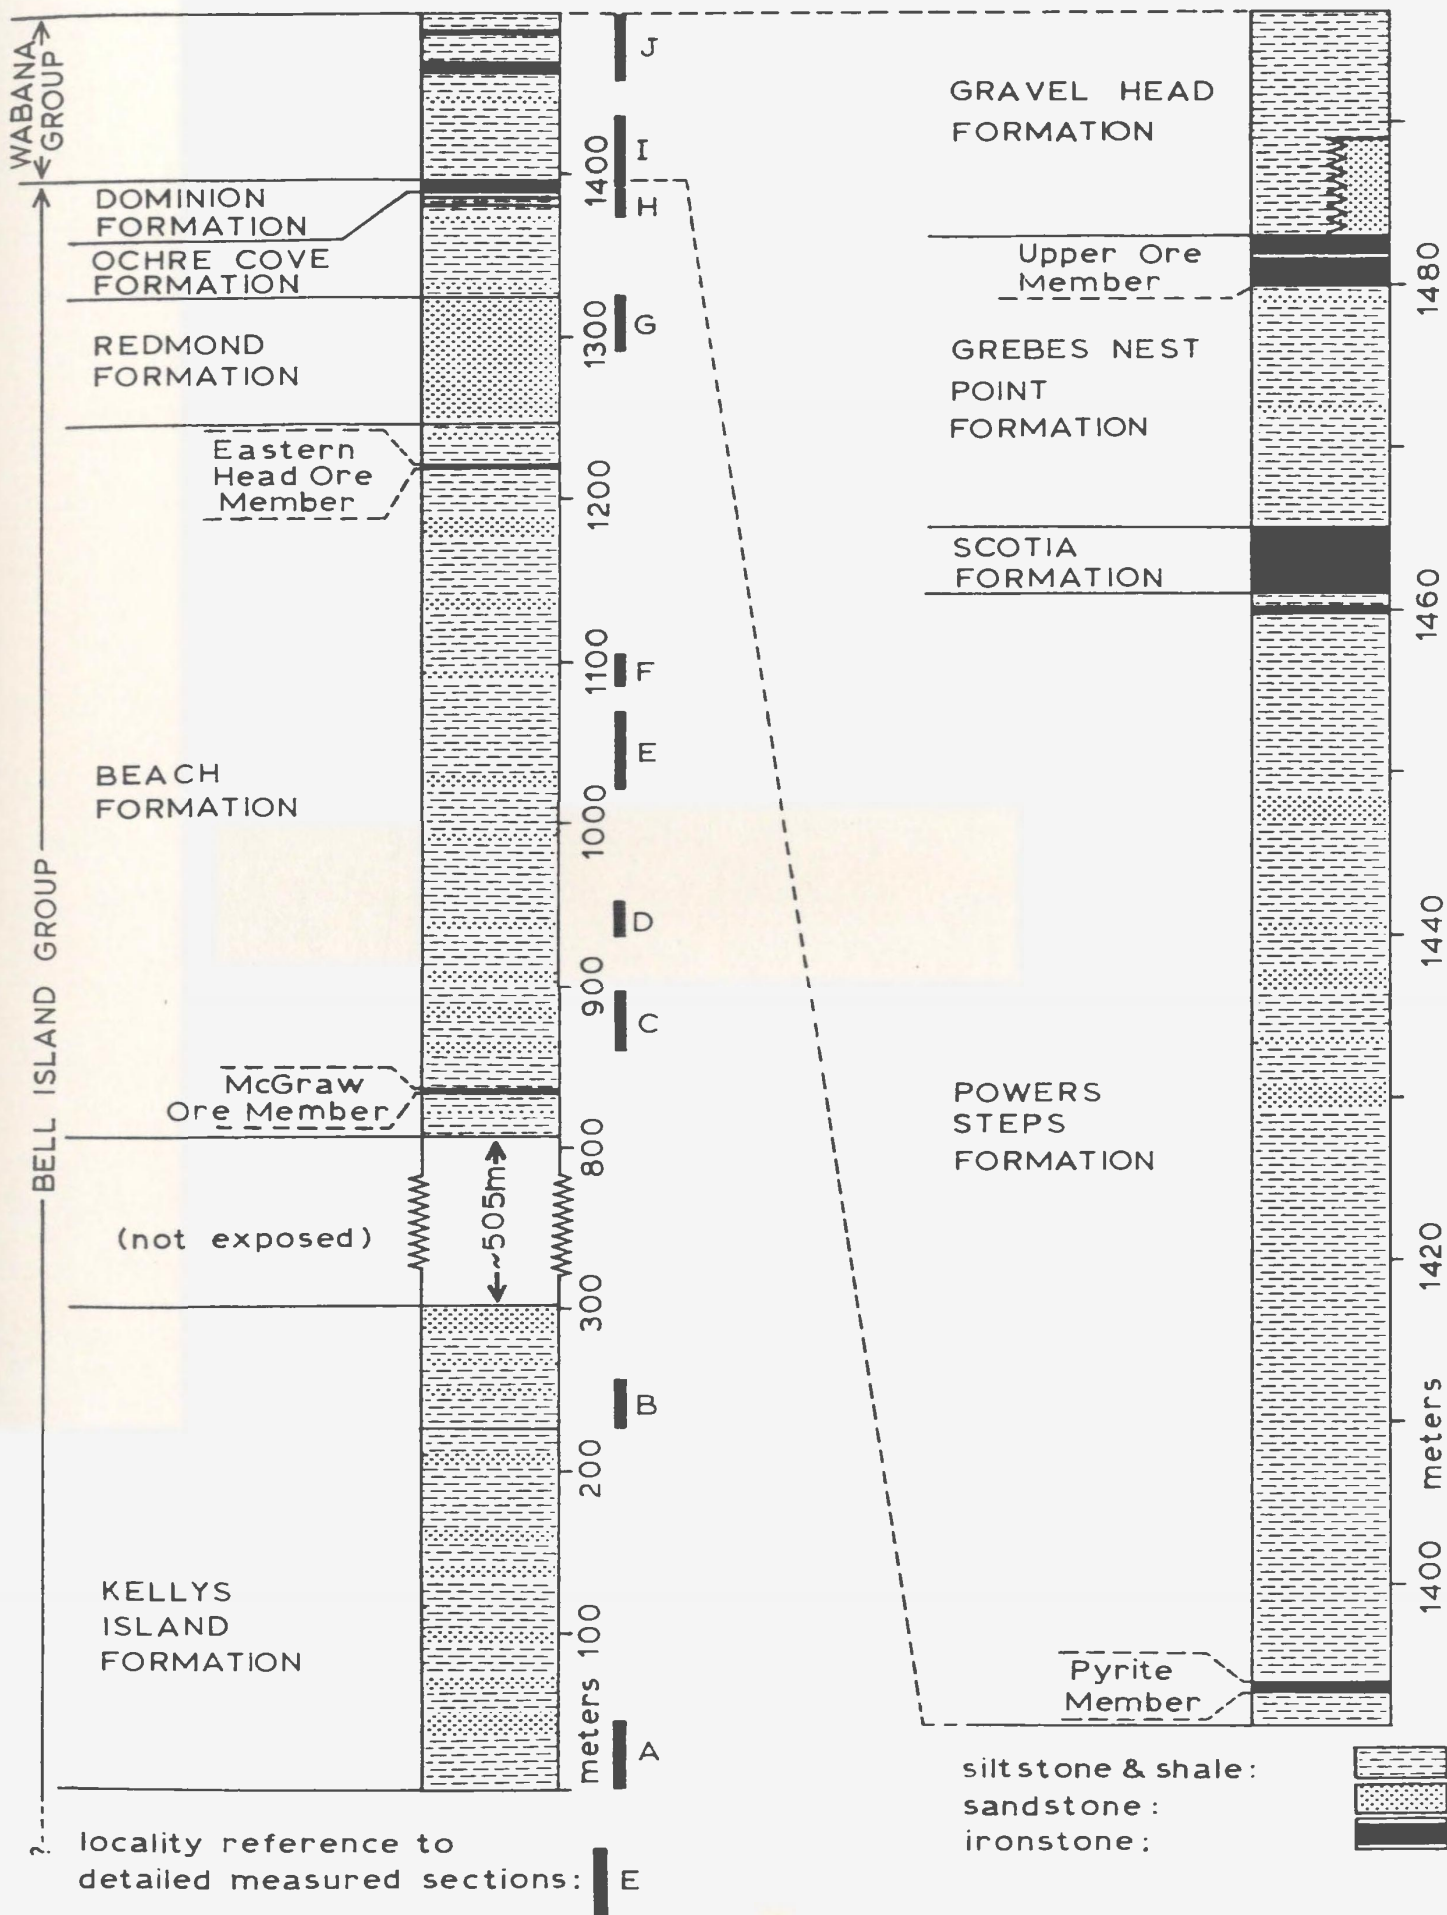 WABANA
GROUP
BELL ISLAND GROUP
?
DOMINION
FORMATION
OCHRE COVE
FORMATION
REDMOND
FORMATION
Eastern
Head Ore
Member
BEACH
FORMATION
McGraw
Ore Member
(not exposed)
~505m
KELLYS
ISLAND
FORMATION
1400
1300
1200
1100
1000
900
800
300
200
100
meters
J
I
H
G
F
E
D
C
B
A
locality reference to
detailed measured sections: E
GRAVEL HEAD
FORMATION
Upper Ore
Member
GREBES NEST
POINT
FORMATION
SCOTIA
FORMATION
POWERS
STEPS
FORMATION
Pyrite
Member
1480
1460
1440
1420
meters
1400
siltstone & shale:
sandstone:
ironstone: